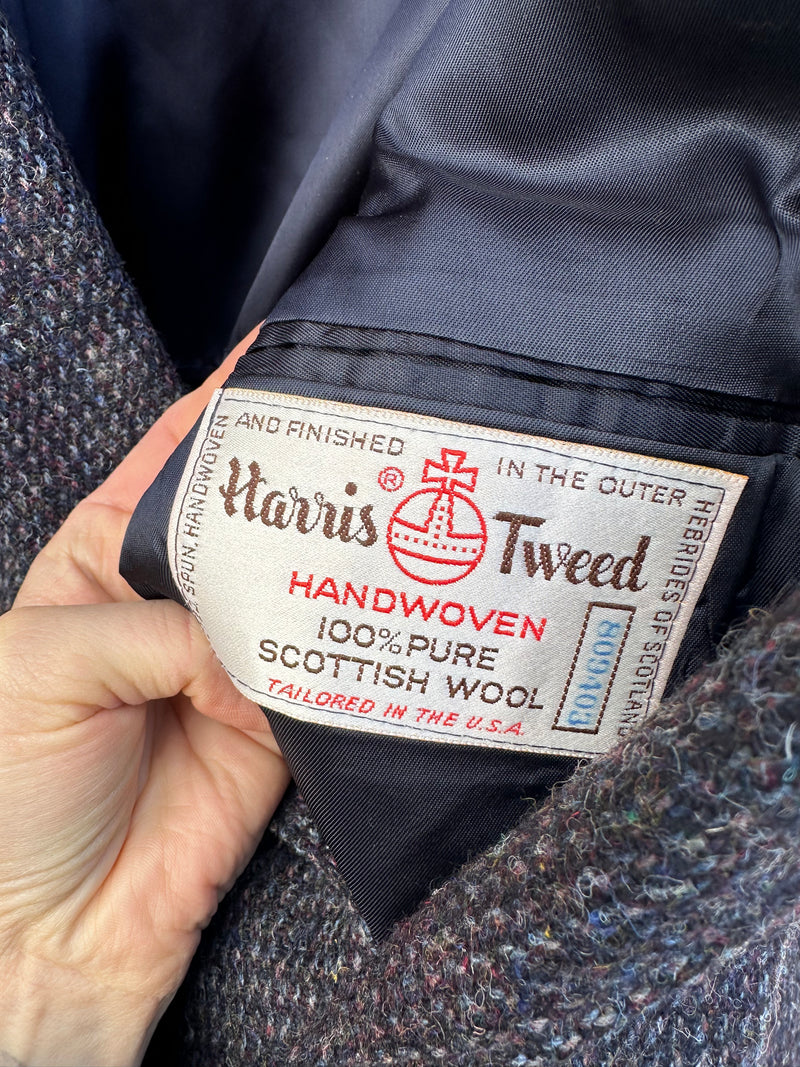 SPUN, HANDWOVEN
AND FINISHED
IN THE OUTER
HEBRIDES OF SCOTLAND
Harris ® Tweed
HANDWOVEN
100% PURE
SCOTTISH WOOL
TAILORED IN THE U.S.A.